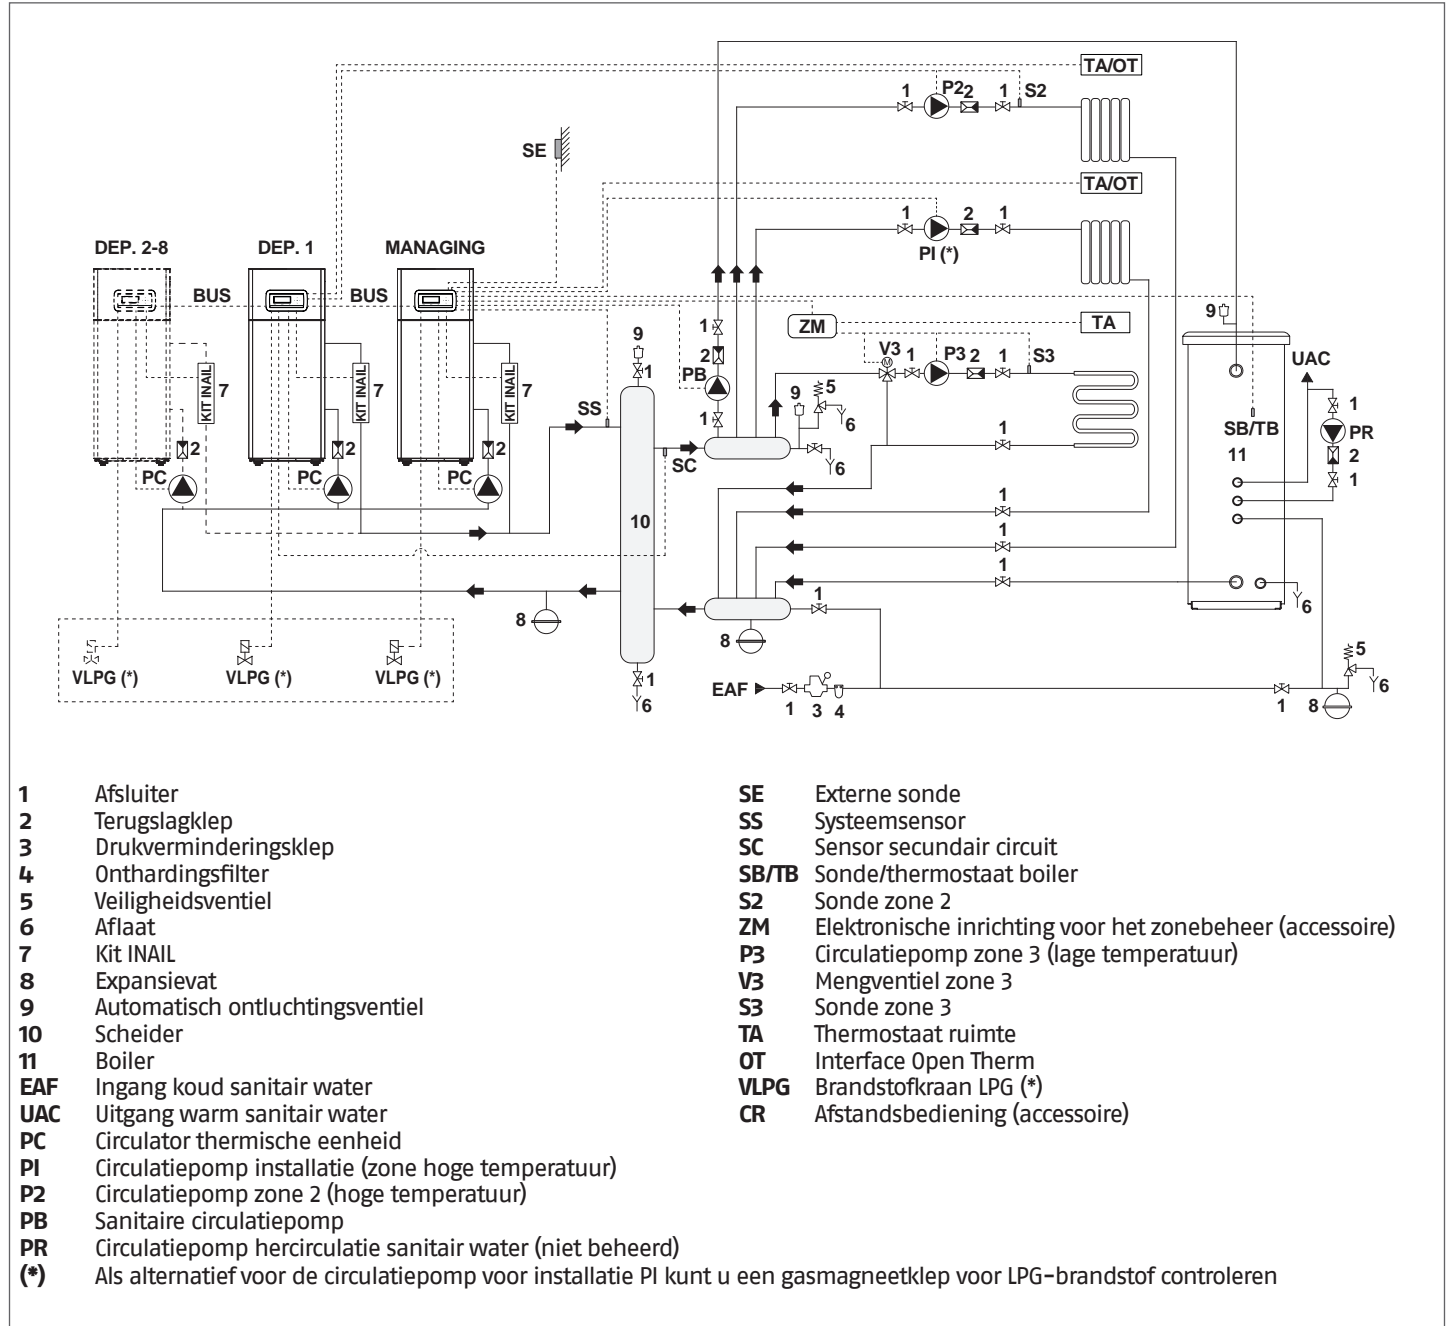 TA/OT
1 P2 2 1 S2
SE
TA/OT
1 2 1
PI (*)
DEP. 2-8 DEP. 1 MANAGING
BUS BUS
ZM TA
9 1 9
V3 1 P3 2 1 S3
2 UAC
PB
KIT INAIL 7 KIT INAIL 7 KIT INAIL 7
1 9 5
SS 1 6 1
SB/TB PR
2 2 2 1 11 2
SC 6
PC PC PC 1
10 1
1
1
1
8 8 6
VLPG (*) VLPG (*) VLPG (*)
1 5
EAF 6
6 1 3 4 1 8
1 Afsluiter
2 Terugslagklep
3 Drukverminderingsklep
4 Onthardingsfilter
5 Veiligheidsventiel
6 Aflaat
7 Kit INAIL
8 Expansievat
9 Automatisch ontluchtingsventiel
10 Scheider
11 Boiler
EAF Ingang koud sanitair water
UAC Uitgang warm sanitair water
PC Circulator thermische eenheid
PI Circulatiepomp installatie (zone hoge temperatuur)
P2 Circulatiepomp zone 2 (hoge temperatuur)
PB Sanitaire circulatiepomp
PR Circulatiepomp hercirculatie sanitair water (niet beheerd)
(*) Als alternatief voor de circulatiepomp voor installatie PI kunt u een gasmagneetklep voor LPG-brandstof controleren
SE Externe sonde
SS Systeemsensor
SC Sensor secundair circuit
SB/TB Sonde/thermostaat boiler
S2 Sonde zone 2
ZM Elektronische inrichting voor het zonebeheer (accessoire)
P3 Circulatiepomp zone 3 (lage temperatuur)
V3 Mengventiel zone 3
S3 Sonde zone 3
TA Thermostaat ruimte
OT Interface Open Therm
VLPG Brandstofkraan LPG (*)
CR Afstandsbediening (accessoire)